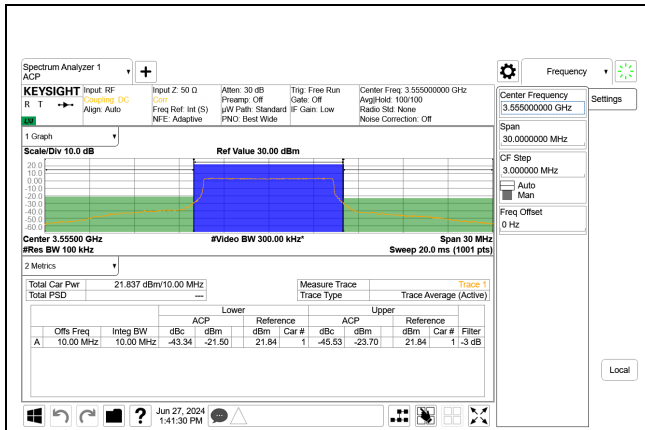 Spectrum Analyzer 1
ACP
Frequency
KEYSIGHT
R T
Input: RF
Coupling: DC
Align: Auto
Input Z: 50 Ω
Corr
Freq Ref: Int (S)
NFE: Adaptive
Atten: 30 dB
Preamp: Off
µW Path: Standard
PNO: Best Wide
Trig: Free Run
Gate: Off
IF Gain: Low
Center Freq: 3.555000000 GHz
Avg|Hold: 100/100
Radio Std: None
Noise Correction: Off
Center Frequency
3.555000000 GHz
Settings
Span
30.0000000 MHz
CF Step
3.000000 MHz
Auto
Man
Freq Offset
0 Hz
1 Graph
Scale/Div 10.0 dB
Ref Value 30.00 dBm
20.0
10.0
0.00
-10.0
-20.0
-30.0
-40.0
-50.0
-60.0
Center 3.55500 GHz
#Video BW 300.00 kHz*
Span 30 MHz
#Res BW 100 kHz
Sweep 20.0 ms (1001 pts)
2 Metrics
Total Car Pwr 21.837 dBm/10.00 MHz
Total PSD ---
Measure Trace Trace 1
Trace Type Trace Average (Active)
Lower Upper
ACP Reference ACP Reference
Offs Freq Integ BW dBc dBm dBm Car # dBc dBm dBm Car # Filter
A 10.00 MHz 10.00 MHz -43.34 -21.50 21.84 1 -45.53 -23.70 21.84 1 -3 dB
Local
Jun 27, 2024
1:41:30 PM